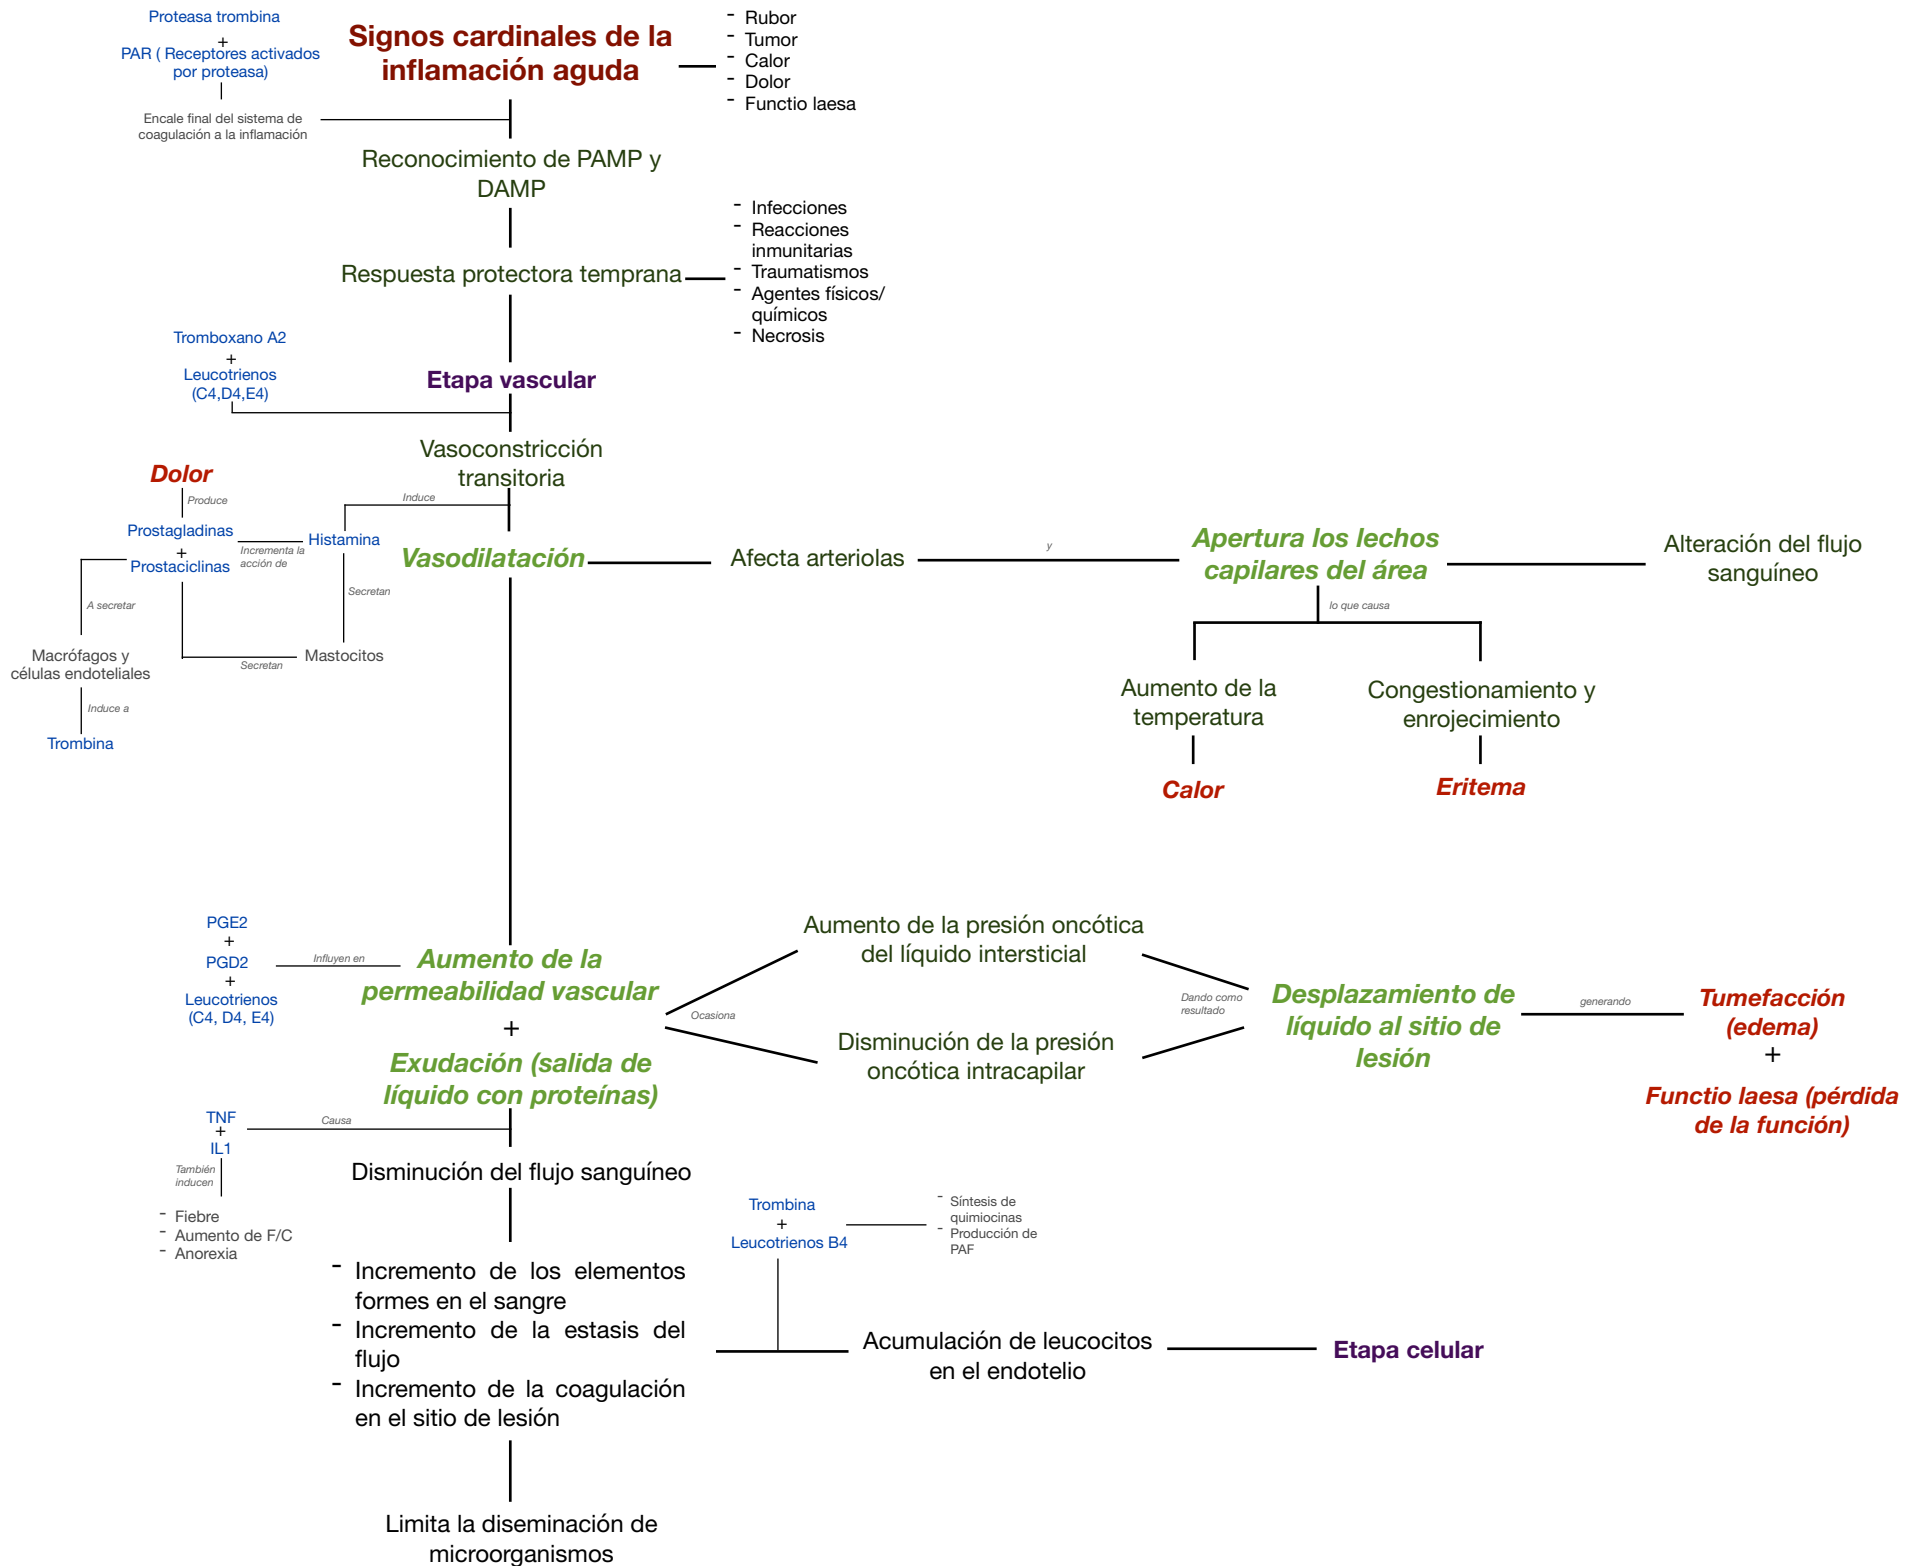 Proteasa trombina
+
PAR ( Receptores activados
por proteasa)
Encale final del sistema de
coagulación a la inflamación
Signos cardinales de la
inflamación aguda
- Rubor
- Tumor
- Calor
- Dolor
- Functio laesa
Reconocimiento de PAMP y
DAMP
Respuesta protectora temprana
- Infecciones
- Reacciones
inmunitarias
- Traumatismos
- Agentes físicos/
químicos
- Necrosis
Tromboxano A2
+
Leucotrienos
(C4,D4,E4)
Etapa vascular
Vasoconstricción
transitoria
Dolor
Produce
Prostagladinas
+
Prostaciclinas
Incrementa la
acción de
Histamina
Induce
Secretan
Mastocitos
Secretan
A secretar
Macrófagos y
células endoteliales
Induce a
Trombina
Vasodilatación
Afecta arteriolas
y
Apertura los lechos
capilares del área
Alteración del flujo
sanguíneo
lo que causa
Aumento de la
temperatura
Calor
Congestionamiento y
enrojecimiento
Eritema
PGE2
+
PGD2
+
Leucotrienos
(C4, D4, E4)
Influyen en
Aumento de la
permeabilidad vascular
+
Exudación (salida de
líquido con proteínas)
Ocasiona
Aumento de la presión oncótica
del líquido intersticial
Disminución de la presión
oncótica intracapilar
Dando como
resultado
Desplazamiento de
líquido al sitio de
lesión
generando
Tumefacción
(edema)
+
Functio laesa (pérdida
de la función)
TNF
+
IL1
Causa
También
inducen
- Fiebre
- Aumento de F/C
- Anorexia
Disminución del flujo sanguíneo
- Incremento de los elementos
formes en el sangre
- Incremento de la estasis del
flujo
- Incremento de la coagulación
en el sitio de lesión
Trombina
+
Leucotrienos B4
- Síntesis de
quimiocinas
- Producción de
PAF
Acumulación de leucocitos
en el endotelio
Etapa celular
Limita la diseminación de
microorganismos